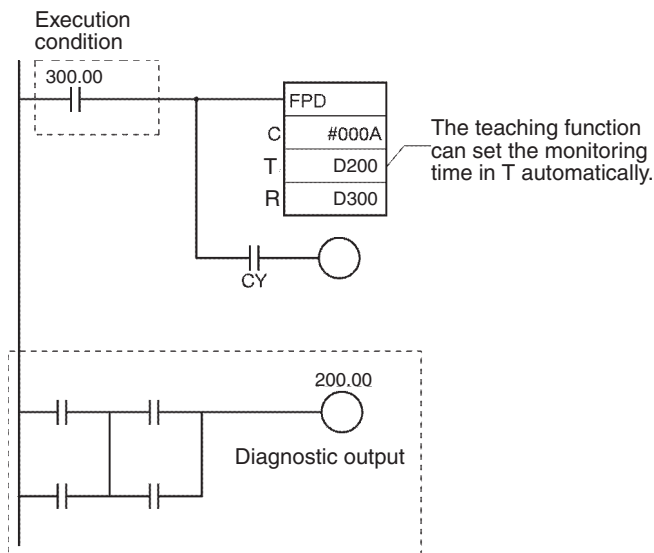 Execution
condition
300.00
FPD
C #000A
T D200
R D300
The teaching function
can set the monitoring
time in T automatically.
CY
200.00
Diagnostic output